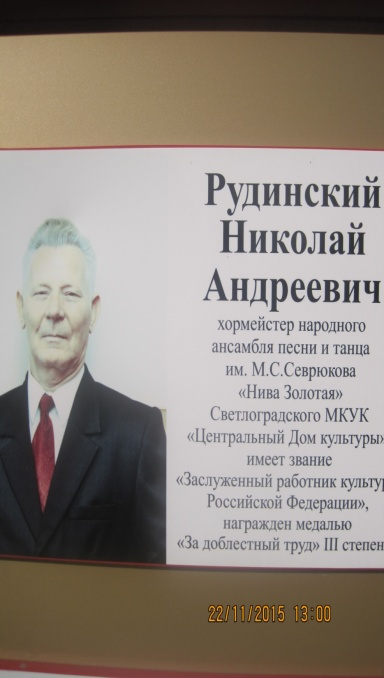 Рудинский
Николай
Андреевич
хормейстер народного
ансамбля песни и танца
им. М.С.Севрюкова
«Нива Золотая»
Светлоградского МКУК
«Центральный Дом культуры»
имеет звание
«Заслуженный работник культур
Российской Федерации»,
награжден медалью
«За доблестный труд» III степен
22/11/2015 13:00